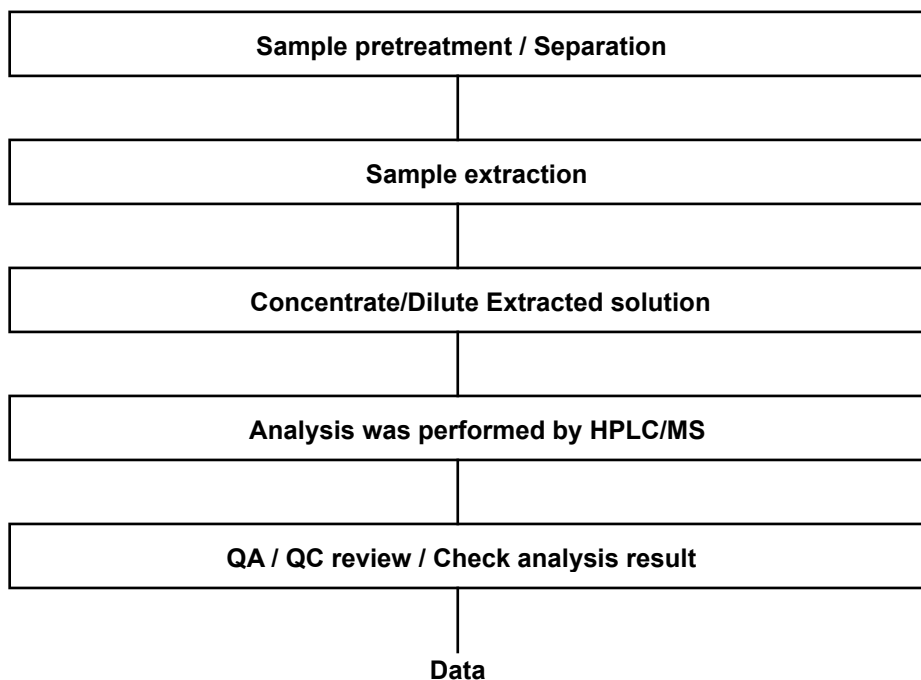 Sample pretreatment / Separation
Sample extraction
Concentrate/Dilute Extracted solution
Analysis was performed by HPLC/MS
QA / QC review / Check analysis result
Data